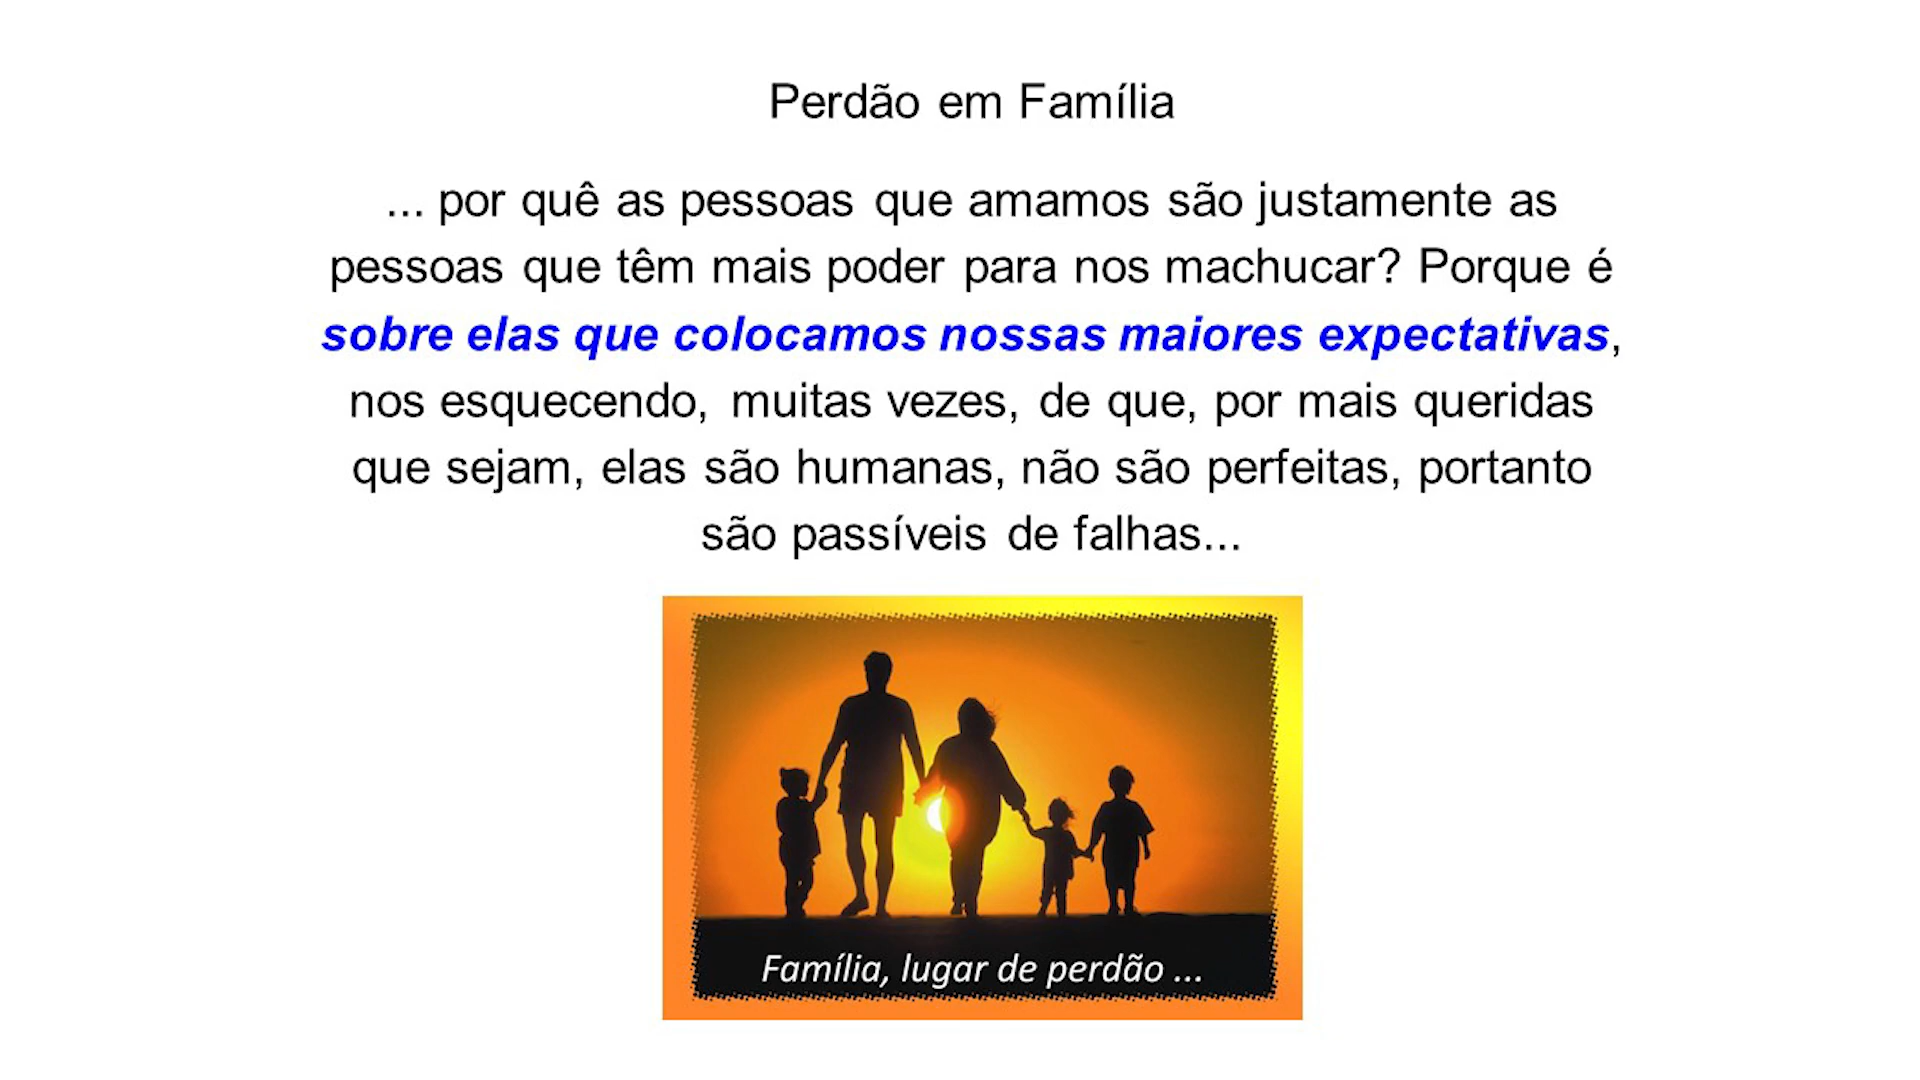 Perdão em Família
... por quê as pessoas que amamos são justamente as
pessoas que têm mais poder para nos machucar? Porque é
sobre elas que colocamos nossas maiores expectativas,
nos esquecendo, muitas vezes, de que, por mais queridas
que sejam, elas são humanas, não são perfeitas, portanto
são passíveis de falhas...
Família, lugar de perdão ...